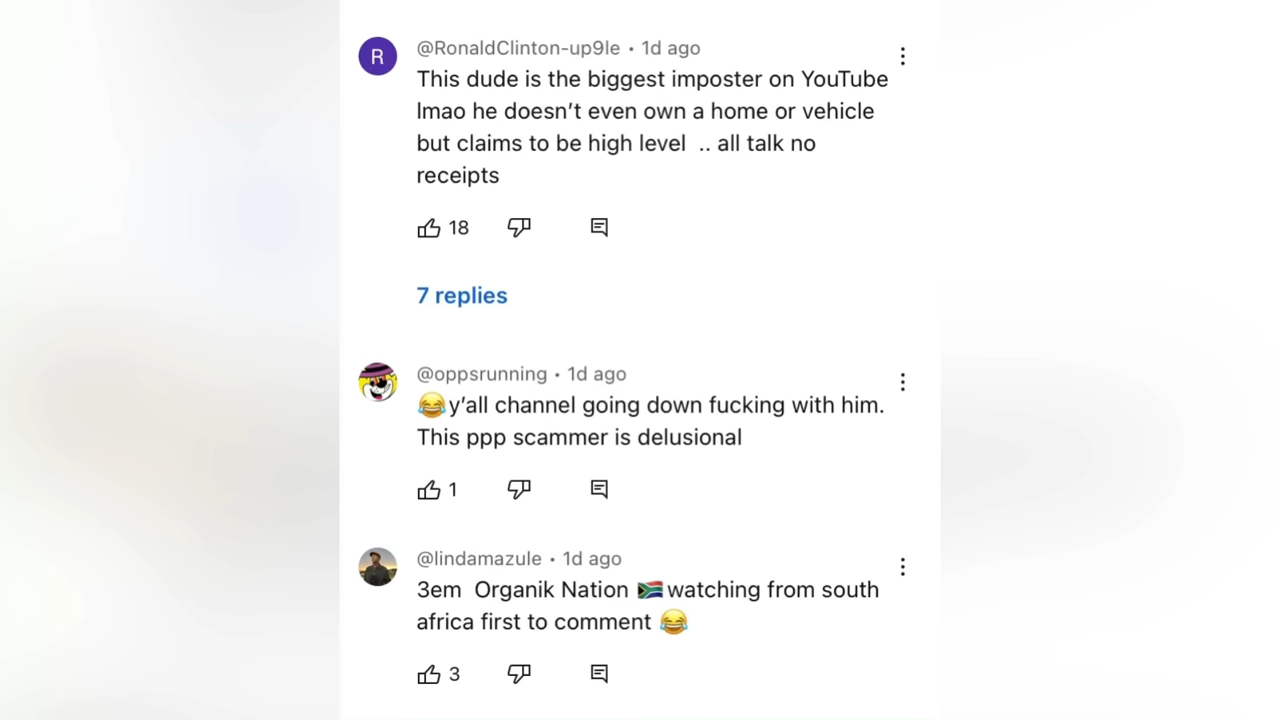 R
@RonaldClinton-up9le • 1d ago
This dude is the biggest imposter on YouTube
lmao he doesn’t even own a home or vehicle
but claims to be high level  .. all talk no
receipts
18
7 replies
@oppsrunning • 1d ago
😂y’all channel going down fucking with him.
This ppp scammer is delusional
1
@lindamazule • 1d ago
3em  Organik Nation 🇿🇦watching from south
africa first to comment 😂
3